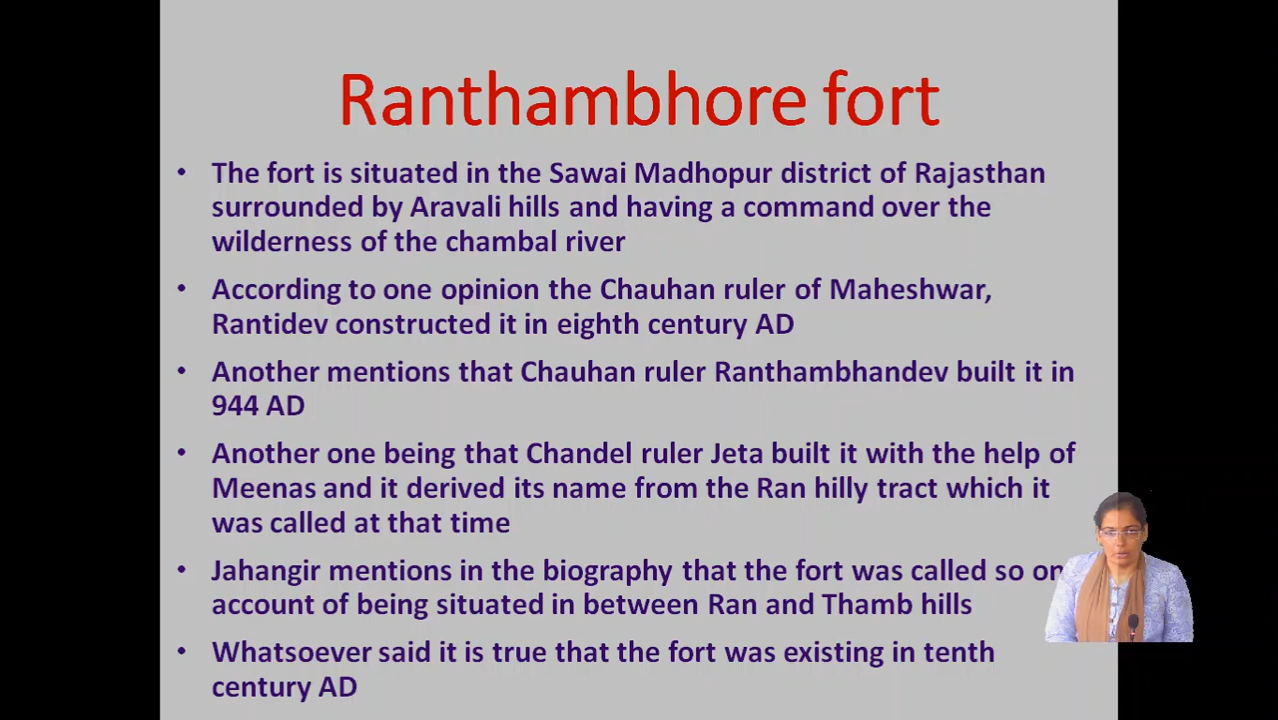 Ranthambhore fort
• The fort is situated in the Sawai Madhopur district of Rajasthan
surrounded by Aravali hills and having a command over the
wilderness of the chambal river
• According to one opinion the Chauhan ruler of Maheshwar,
Rantidev constructed it in eighth century AD
• Another mentions that Chauhan ruler Ranthambhandev built it in
944 AD
• Another one being that Chandel ruler Jeta built it with the help of
Meenas and it derived its name from the Ran hilly tract which it
was called at that time
• Jahangir mentions in the biography that the fort was called so on
account of being situated in between Ran and Thamb hills
• Whatsoever said it is true that the fort was existing in tenth
century AD